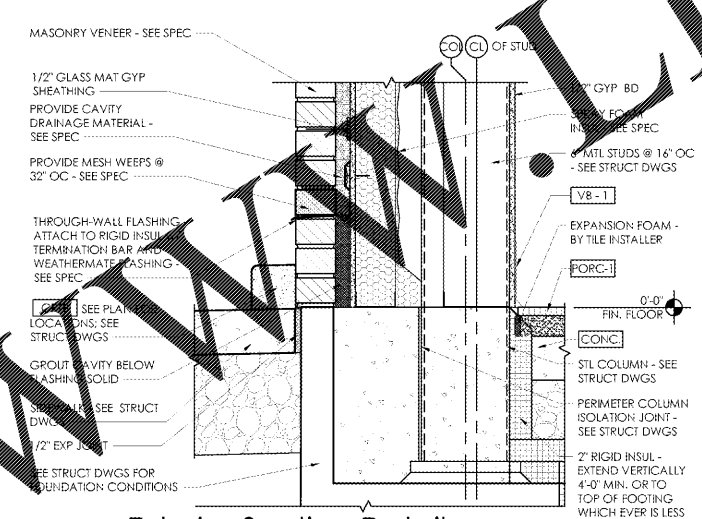 MASONRY VENEER - SEE SPEC
1/2" GLASS MAT GYP
SHEATHING
PROVIDE CAVITY
DRAINAGE MATERIAL -
SEE SPEC
PROVIDE MESH WEEPS @
32" OC - SEE SPEC
THROUGH-WALL FLASHING -
ATTACH TO RIGID INSUL
TERMINATION BAR AND
WEATHERMATE FLASHING -
SEE SPEC
SEE PLAN FOR
LOCATIONS; SEE
STRUCT DWGS
GROUT CAVITY BELOW
FLASHING SOLID
SIDEWALK - SEE STRUCT
DWGS
1/2" EXP JOINT
SEE STRUCT DWGS FOR
FOUNDATION CONDITIONS
COL CL OF STUD
GYP BD
SPRAY FOAM
INSUL - SEE SPEC
6" MTL STUDS @ 16" OC
- SEE STRUCT DWGS
VB - 1
EXPANSION FOAM -
BY TILE INSTALLER
PORC-1
0'-0"
FIN. FLOOR
CONC.
STL COLUMN - SEE
STRUCT DWGS
PERIMETER COLUMN
ISOLATION JOINT -
SEE STRUCT DWGS
2" RIGID INSUL -
EXTEND VERTICALLY
4'-0" MIN. OR TO
TOP OF FOOTING
WHICH EVER IS LESS
WWW.